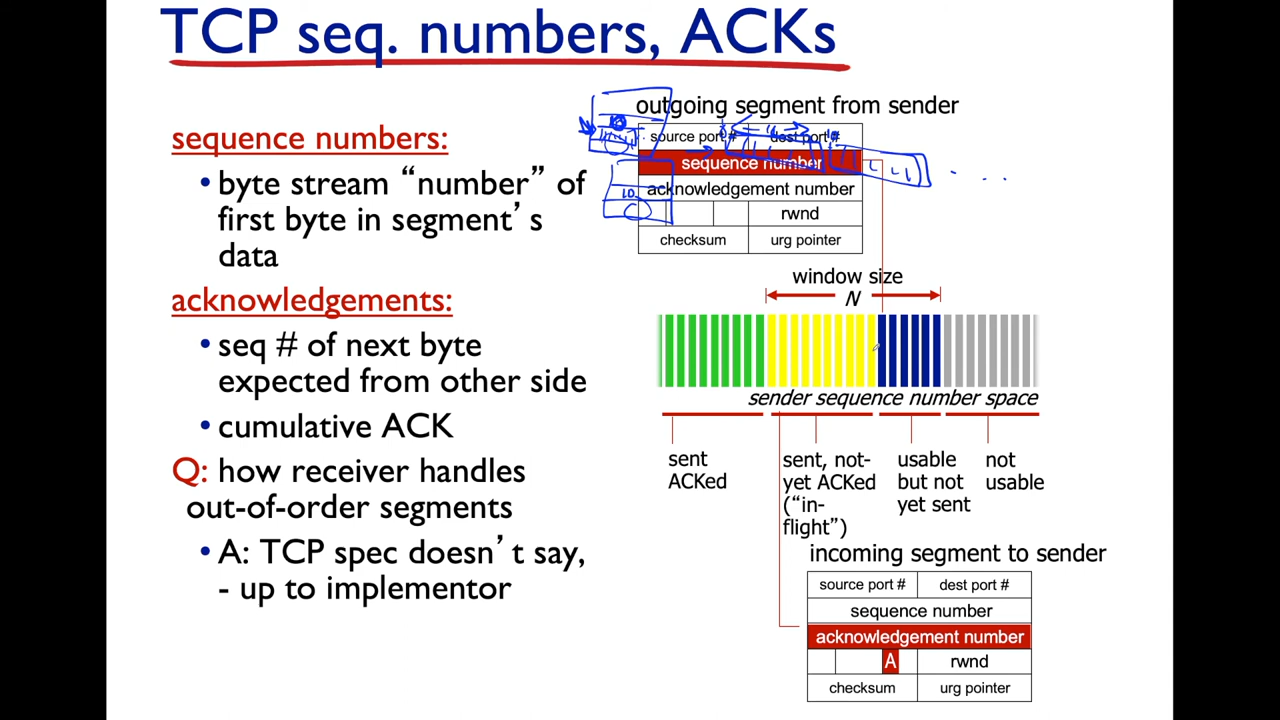 TCP seq. numbers, ACKs
sequence numbers:
• byte stream “number” of
first byte in segment’s
data
acknowledgements:
• seq # of next byte
expected from other side
• cumulative ACK
Q: how receiver handles
out-of-order segments
• A: TCP spec doesn’t say,
- up to implementor
outgoing segment from sender
source port #
dest port #
sequence number
acknowledgement number
rwnd
checksum
urg pointer
10
window size
N
sender sequence number space
sent
ACKed
sent, not-
yet ACKed
(“in-
flight”)
usable
but not
yet sent
not
usable
incoming segment to sender
source port #
dest port #
sequence number
acknowledgement number
A
rwnd
checksum
urg pointer